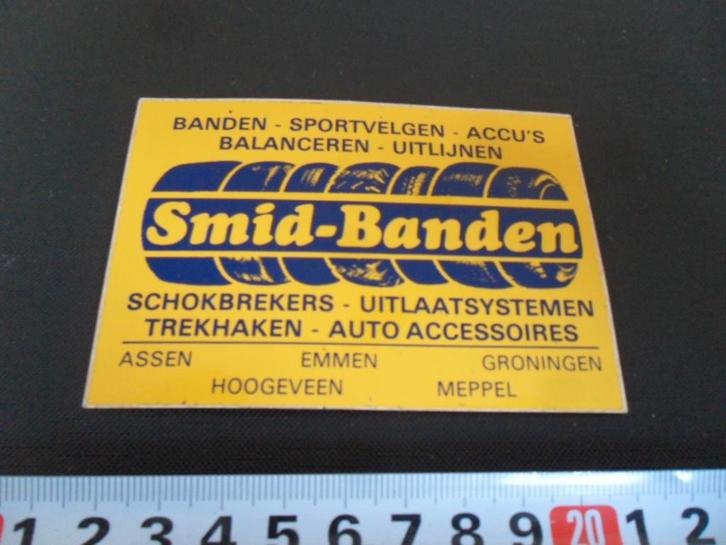 BANDEN - SPORTVELGEN - ACCU'S
BALANCEREN - UITLIJNEN
Smid-Banden
SCHOKBREKERS - UITLAATSYSTEMEN
TREKHAKEN - AUTO ACCESSOIRES
ASSEN EMMEN GRONINGEN
HOOGEVEEN MEPPEL
1 2 3 4 5 6 7 8 9 20 1 2